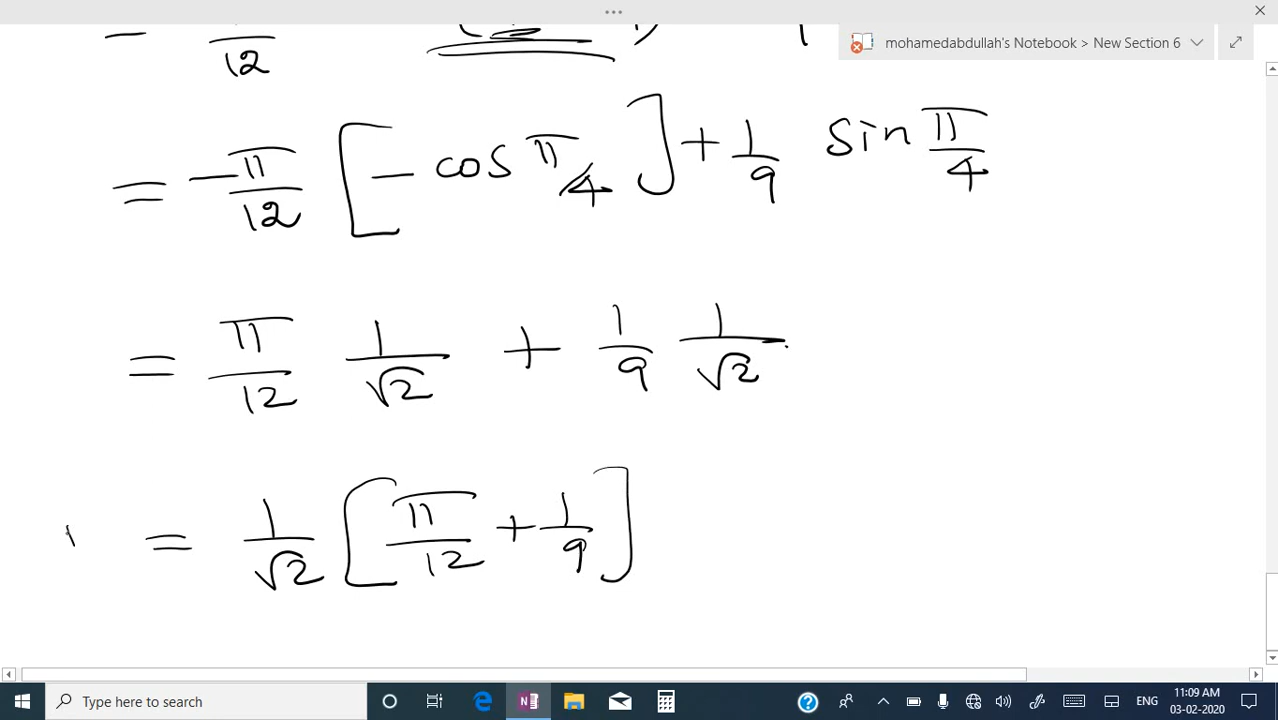 mohamedabdullah's Notebook > New Section 6
- 12
= -π/12 [- cos π/4] + 1/9 sin π/4
= π/12 1/√2 + 1/9 1/√2
= 1/√2 [π/12 + 1/9]
Type here to search
ENG
11:09 AM
03-02-2020